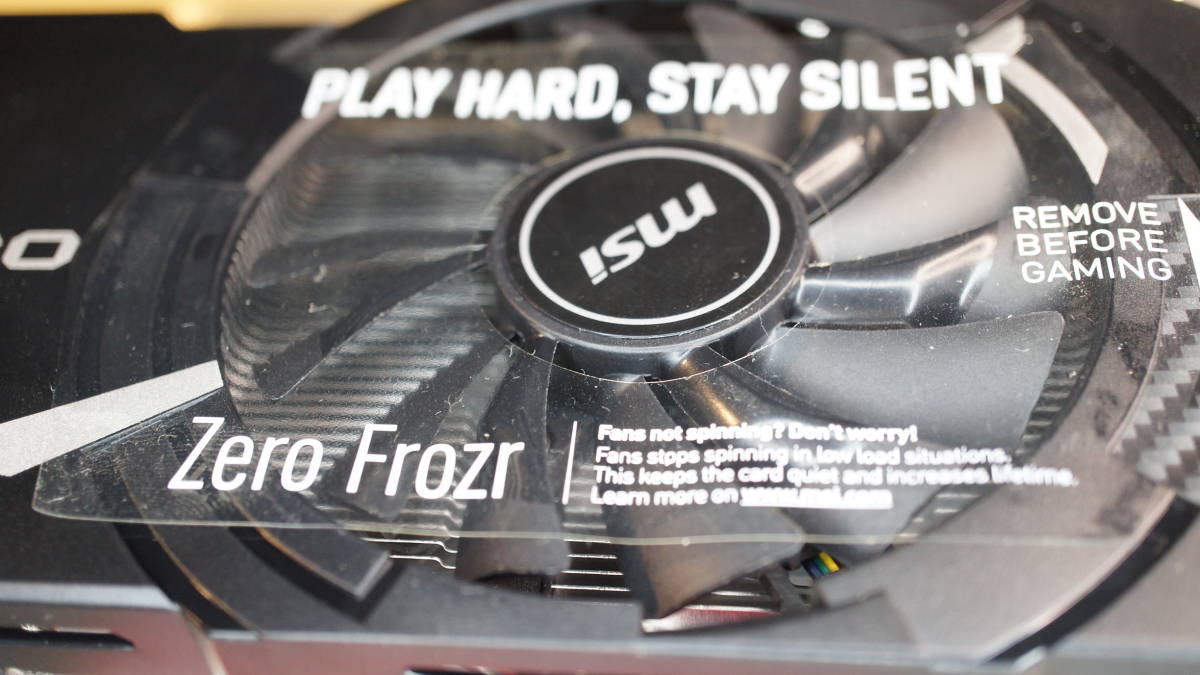 PLAY HARD, STAY SILENT
msi
REMOVE
BEFORE
GAMING
Zero Frozr
Fans not spinning? Don't worry!
Fans stops spinning in low load situations.
This keeps the card quiet and increases lifetime.
Learn more on www.msi.com